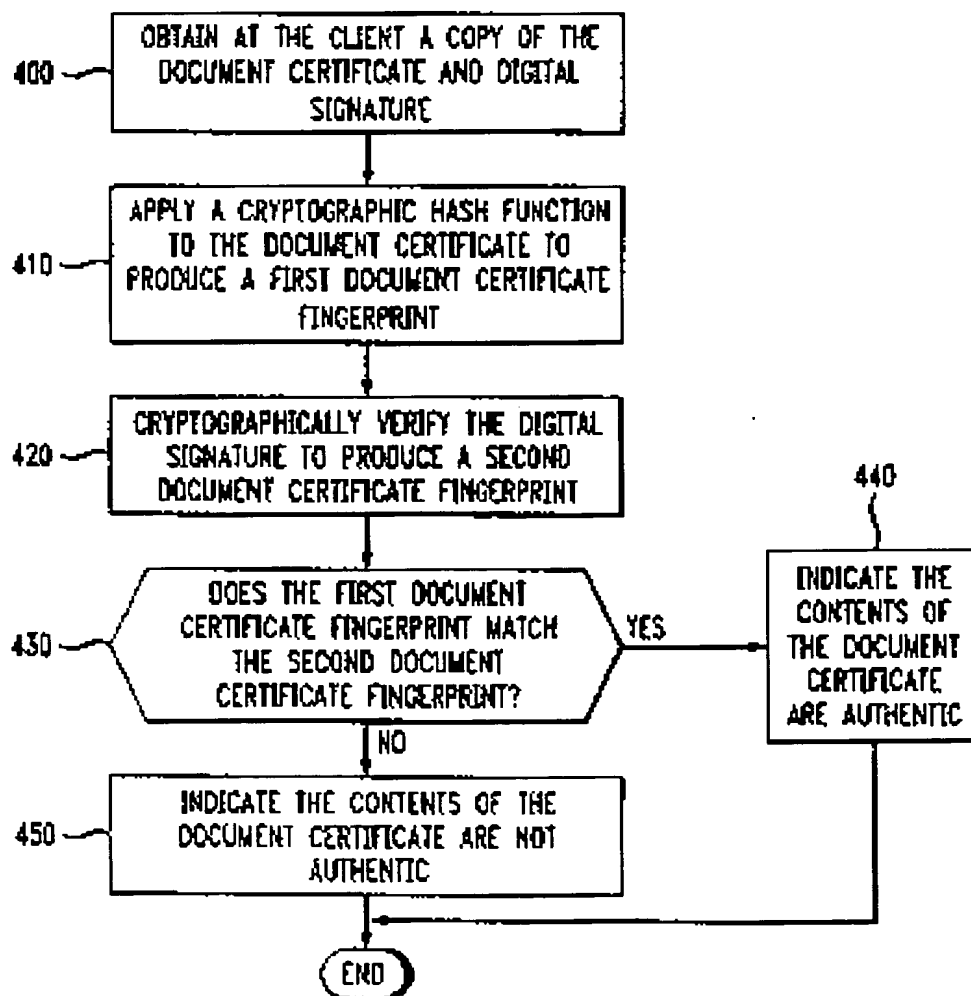 OBTAIN AT THE CLIENT A COPY OF THE
DOCUMENT CERTIFICATE AND DIGITAL
SIGNATURE
400
APPLY A CRYPTOGRAPHIC HASH FUNCTION
TO THE DOCUMENT CERTIFICATE TO
PRODUCE A FIRST DOCUMENT CERTIFICATE
FINGERPRINT
410
CRYPTOGRAPHICALLY VERIFY THE DIGITAL
SIGNATURE TO PRODUCE A SECOND
DOCUMENT CERTIFICATE FINGERPRINT
420
DOES THE FIRST DOCUMENT
CERTIFICATE FINGERPRINT MATCH
THE SECOND DOCUMENT
CERTIFICATE FINGERPRINT?
430
YES
440
INDICATE THE
CONTENTS OF
THE DOCUMENT
CERTIFICATE
ARE AUTHENTIC
NO
INDICATE THE CONTENTS OF THE
DOCUMENT CERTIFICATE ARE NOT
AUTHENTIC
450
END